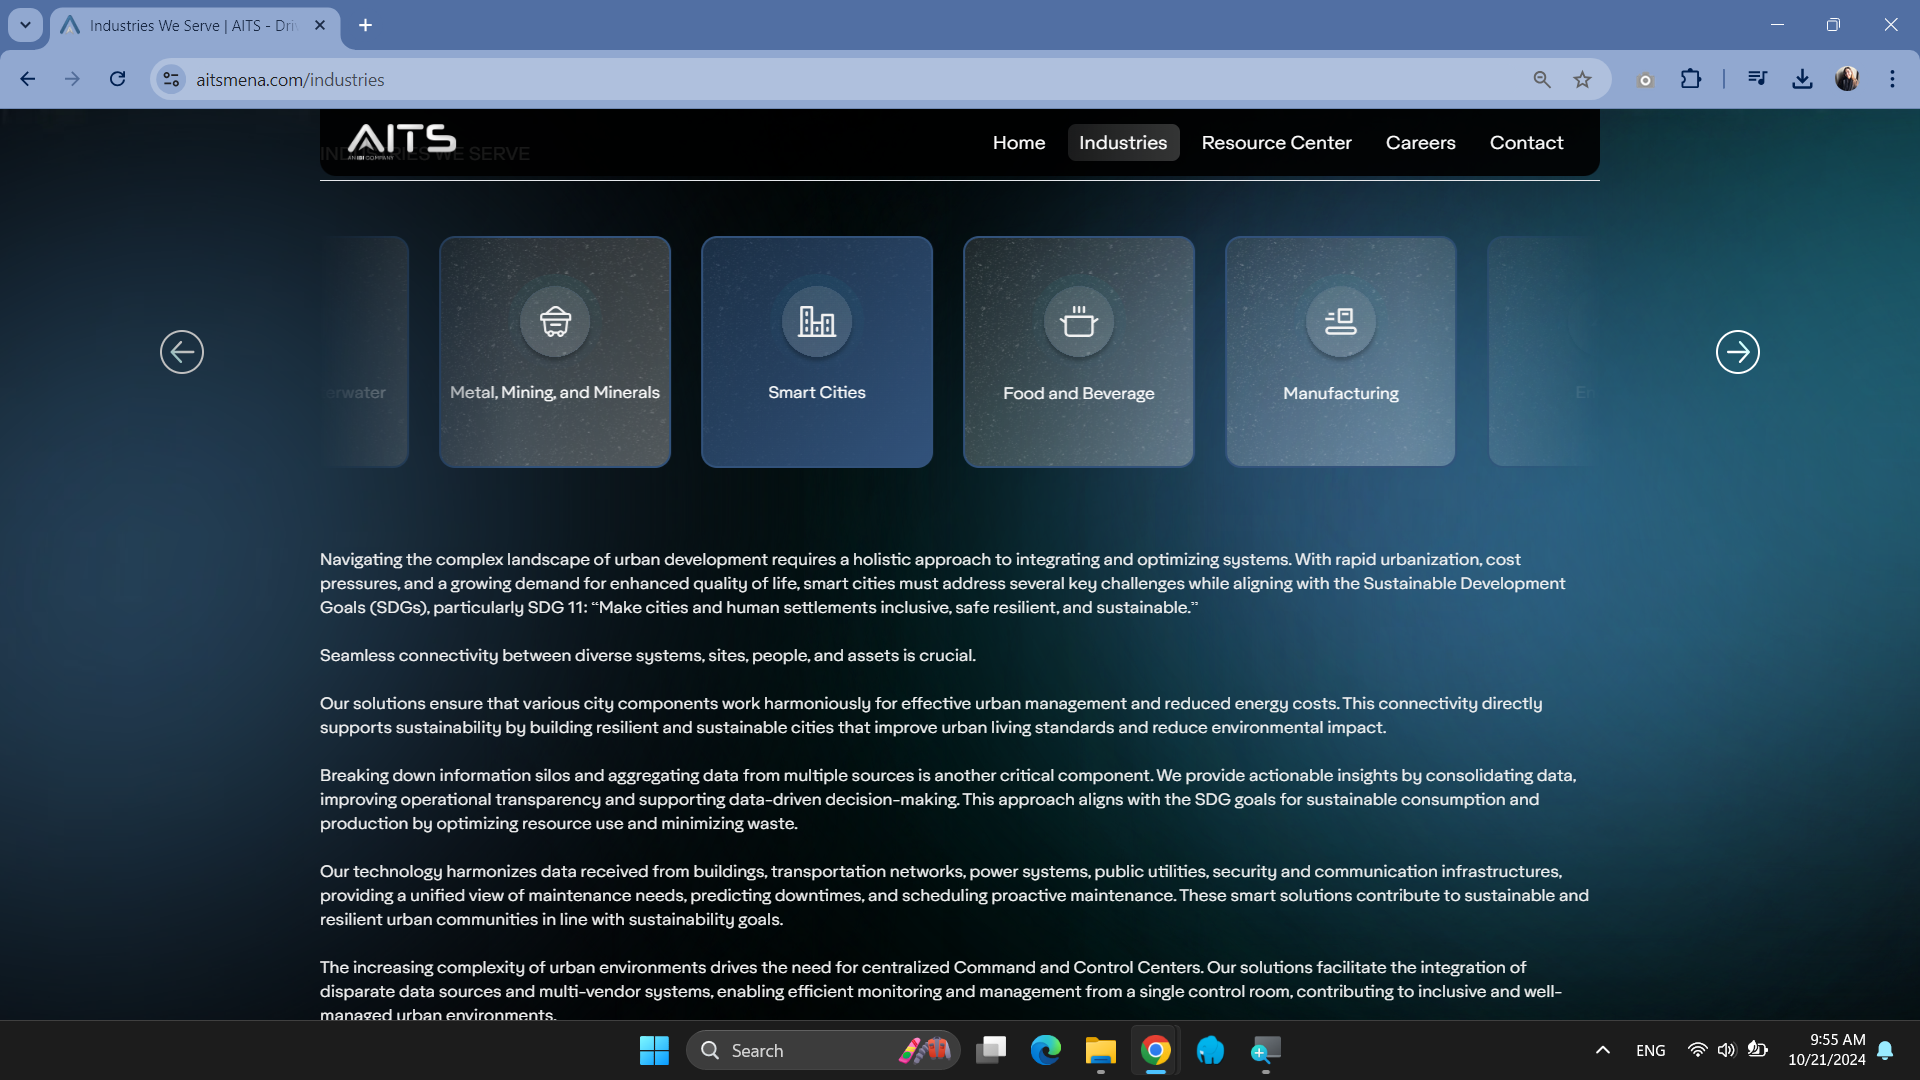 Industries We Serve | AITS - Dri
aitsmena.com/industries
AITS
AN IBI COMPANY
INDUSTRIES WE SERVE
Home
Industries
Resource Center
Careers
Contact
erwater
Metal, Mining, and Minerals
Smart Cities
Food and Beverage
Manufacturing
En
Navigating the complex landscape of urban development requires a holistic approach to integrating and optimizing systems. With rapid urbanization, cost
pressures, and a growing demand for enhanced quality of life, smart cities must address several key challenges while aligning with the Sustainable Development
Goals (SDGs), particularly SDG 11: “Make cities and human settlements inclusive, safe resilient, and sustainable.”
Seamless connectivity between diverse systems, sites, people, and assets is crucial.
Our solutions ensure that various city components work harmoniously for effective urban management and reduced energy costs. This connectivity directly
supports sustainability by building resilient and sustainable cities that improve urban living standards and reduce environmental impact.
Breaking down information silos and aggregating data from multiple sources is another critical component. We provide actionable insights by consolidating data,
improving operational transparency and supporting data-driven decision-making. This approach aligns with the SDG goals for sustainable consumption and
production by optimizing resource use and minimizing waste.
Our technology harmonizes data received from buildings, transportation networks, power systems, public utilities, security and communication infrastructures,
providing a unified view of maintenance needs, predicting downtimes, and scheduling proactive maintenance. These smart solutions contribute to sustainable and
resilient urban communities in line with sustainability goals.
The increasing complexity of urban environments drives the need for centralized Command and Control Centers. Our solutions facilitate the integration of
disparate data sources and multi-vendor systems, enabling efficient monitoring and management from a single control room, contributing to inclusive and well-
managed urban environments.
Search
ENG
9:55 AM
10/21/2024